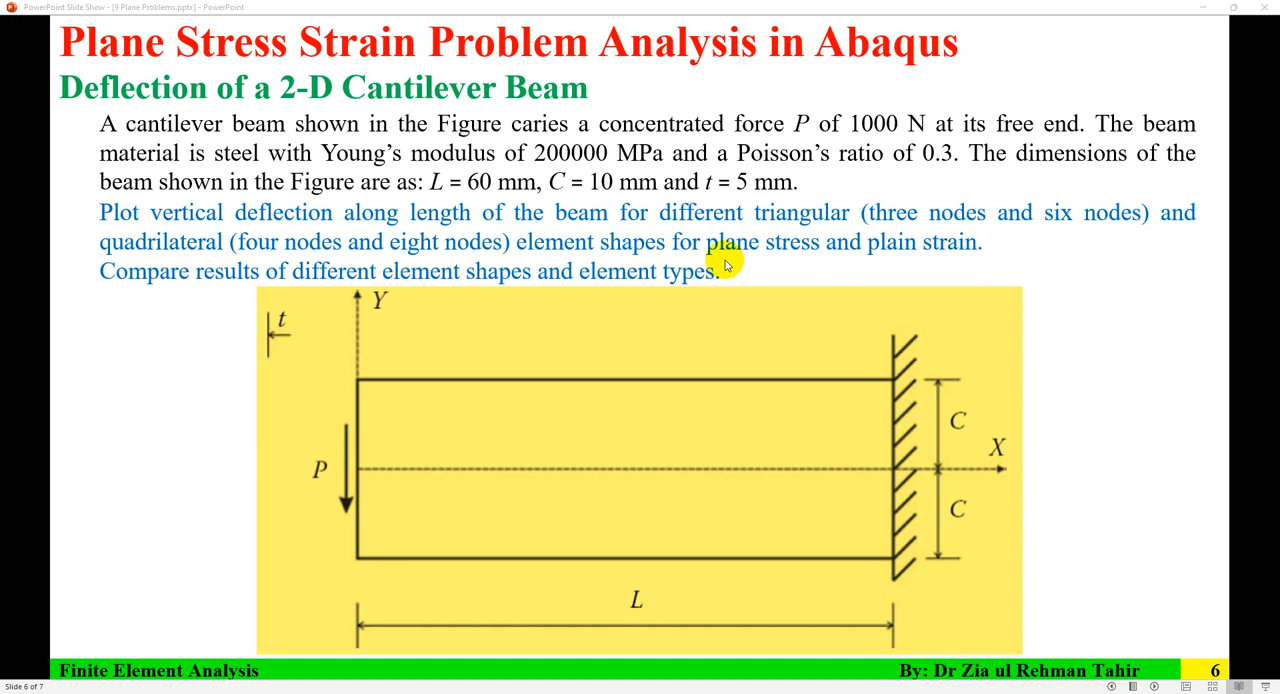 PowerPoint Slide Show - [9 Plane Problems.pptx] - PowerPoint
Plane Stress Strain Problem Analysis in Abaqus
Deflection of a 2-D Cantilever Beam
A cantilever beam shown in the Figure caries a concentrated force P of 1000 N at its free end. The beam
material is steel with Young's modulus of 200000 MPa and a Poisson's ratio of 0.3. The dimensions of the
beam shown in the Figure are as: L = 60 mm, C = 10 mm and t = 5 mm.
Plot vertical deflection along length of the beam for different triangular (three nodes and six nodes) and
quadrilateral (four nodes and eight nodes) element shapes for plane stress and plain strain.
Compare results of different element shapes and element types.
Y
t
C
X
P
C
L
Finite Element Analysis
By: Dr Zia ul Rehman Tahir
6
Slide 6 of 7